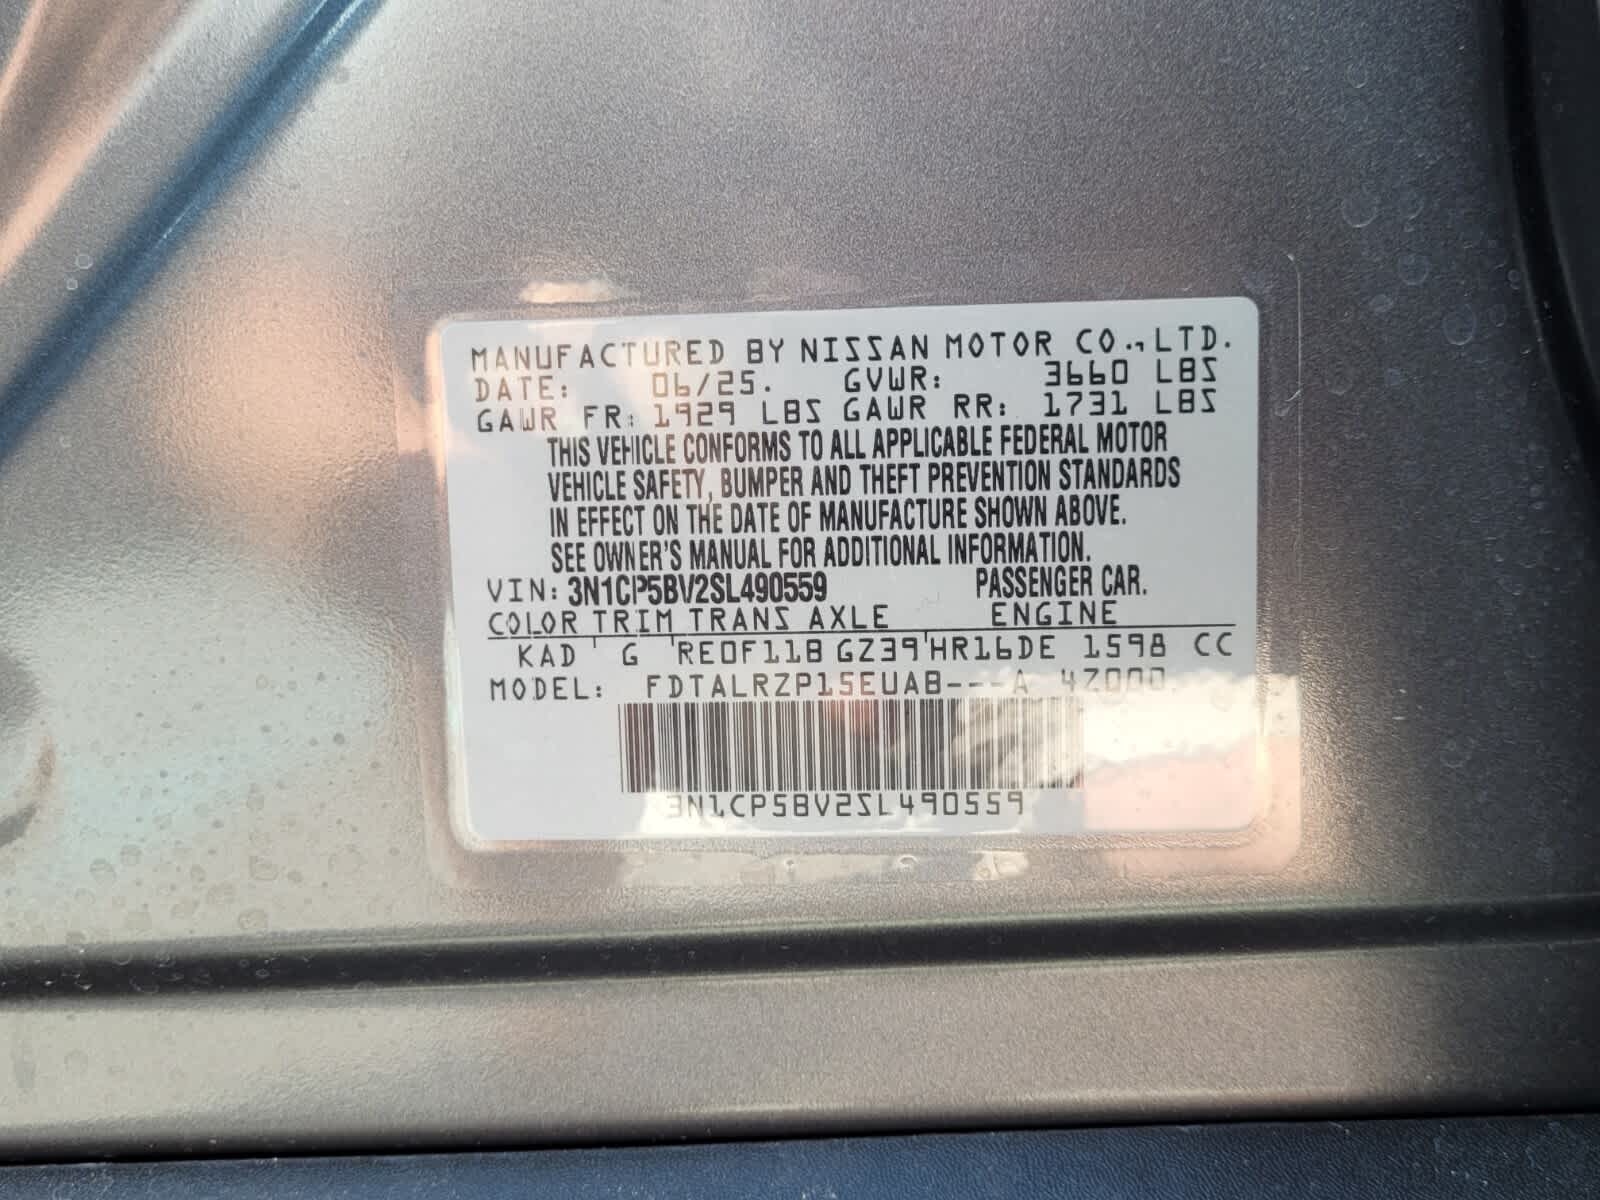 MANUFACTURED BY NISSAN MOTOR CO., LTD.
DATE: 06/25. GVWR: 3660 LBS
GAWR FR: 1929 LBS GAWR RR: 1731 LBS
THIS VEHICLE CONFORMS TO ALL APPLICABLE FEDERAL MOTOR
VEHICLE SAFETY, BUMPER AND THEFT PREVENTION STANDARDS
IN EFFECT ON THE DATE OF MANUFACTURE SHOWN ABOVE.
SEE OWNER'S MANUAL FOR ADDITIONAL INFORMATION.
VIN: 3N1CP5BV2SL490559 PASSENGER CAR.
COLOR TRIM TRANS AXLE ENGINE
KAD G RE0F11B GZ39 HR16DE 1598 CC
MODEL: FDTALRZP15EUAB---A 4Z000
3N1CP5BV2SL490559